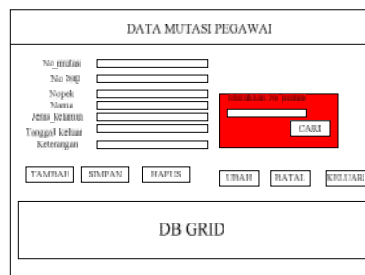 DATA MUTASI PEGAWAI
No_mutasi
No bap
Nopek
Nama
Jenis_kelamin
Tanggal keluar
Keterangan
CARI
TAMBAH SIMPAN HAPUS UBAH BATAL KELUAR
DB GRID